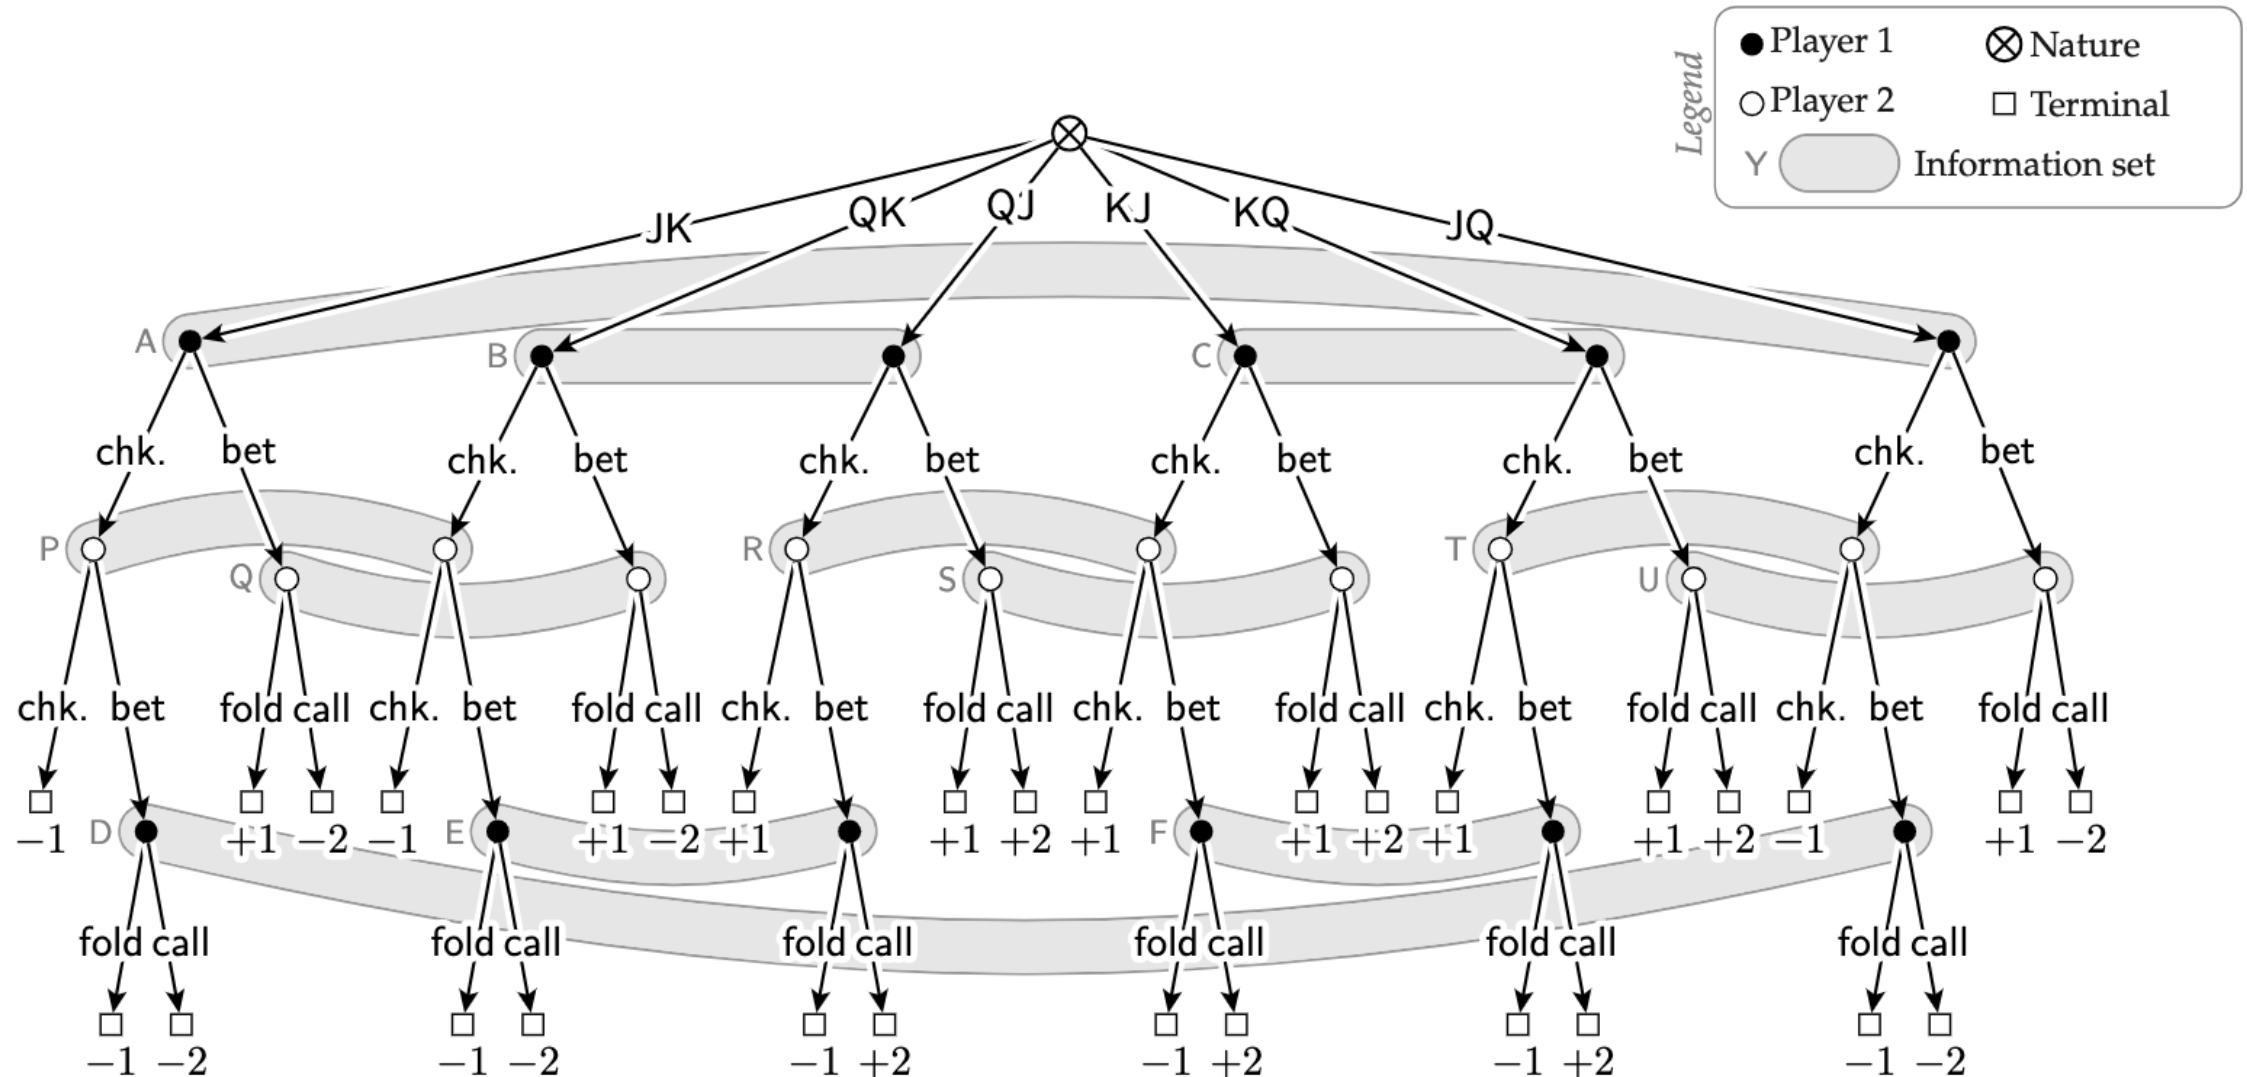 Legend
Player 1
Nature
Player 2
Terminal
Y
Information set
JK
QK
QJ
KJ
KQ
JQ
A
B
C
chk. bet chk. bet chk. bet chk. bet chk. bet chk. bet
P
Q
R
S
T
U
chk. bet fold call chk. bet fold call chk. bet fold call chk. bet fold call chk. bet fold call chk. bet fold call
−1 D +1 −2 −1 E +1 −2 +1 +1 +2 +1 F +1 +2 +1 +1 +2 −1 +1 −2
fold call fold call fold call fold call fold call fold call
−1 −2 −1 −2 −1 +2 −1 +2 −1 +2 −1 −2